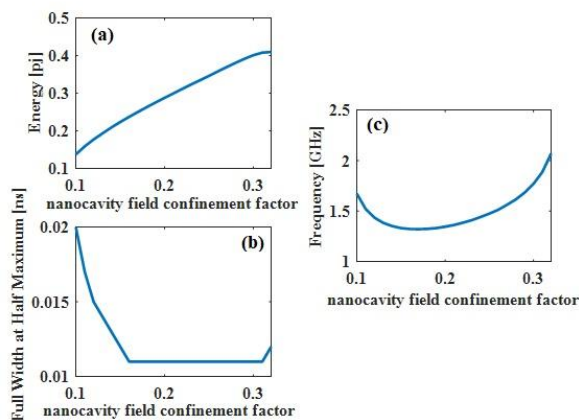 (a)
Energy [pj]
0.5
0.4
0.3
0.2
0.1
0.1 0.2 0.3
nanocavity field confinement factor
(b)
Full Width at Half Maximum [ns]
0.02
0.015
0.01
0.1 0.2 0.3
nanocavity field confinement factor
(c)
Frequency [GHz]
2.5
2
1.5
1
0.1 0.2 0.3
nanocavity field confinement factor